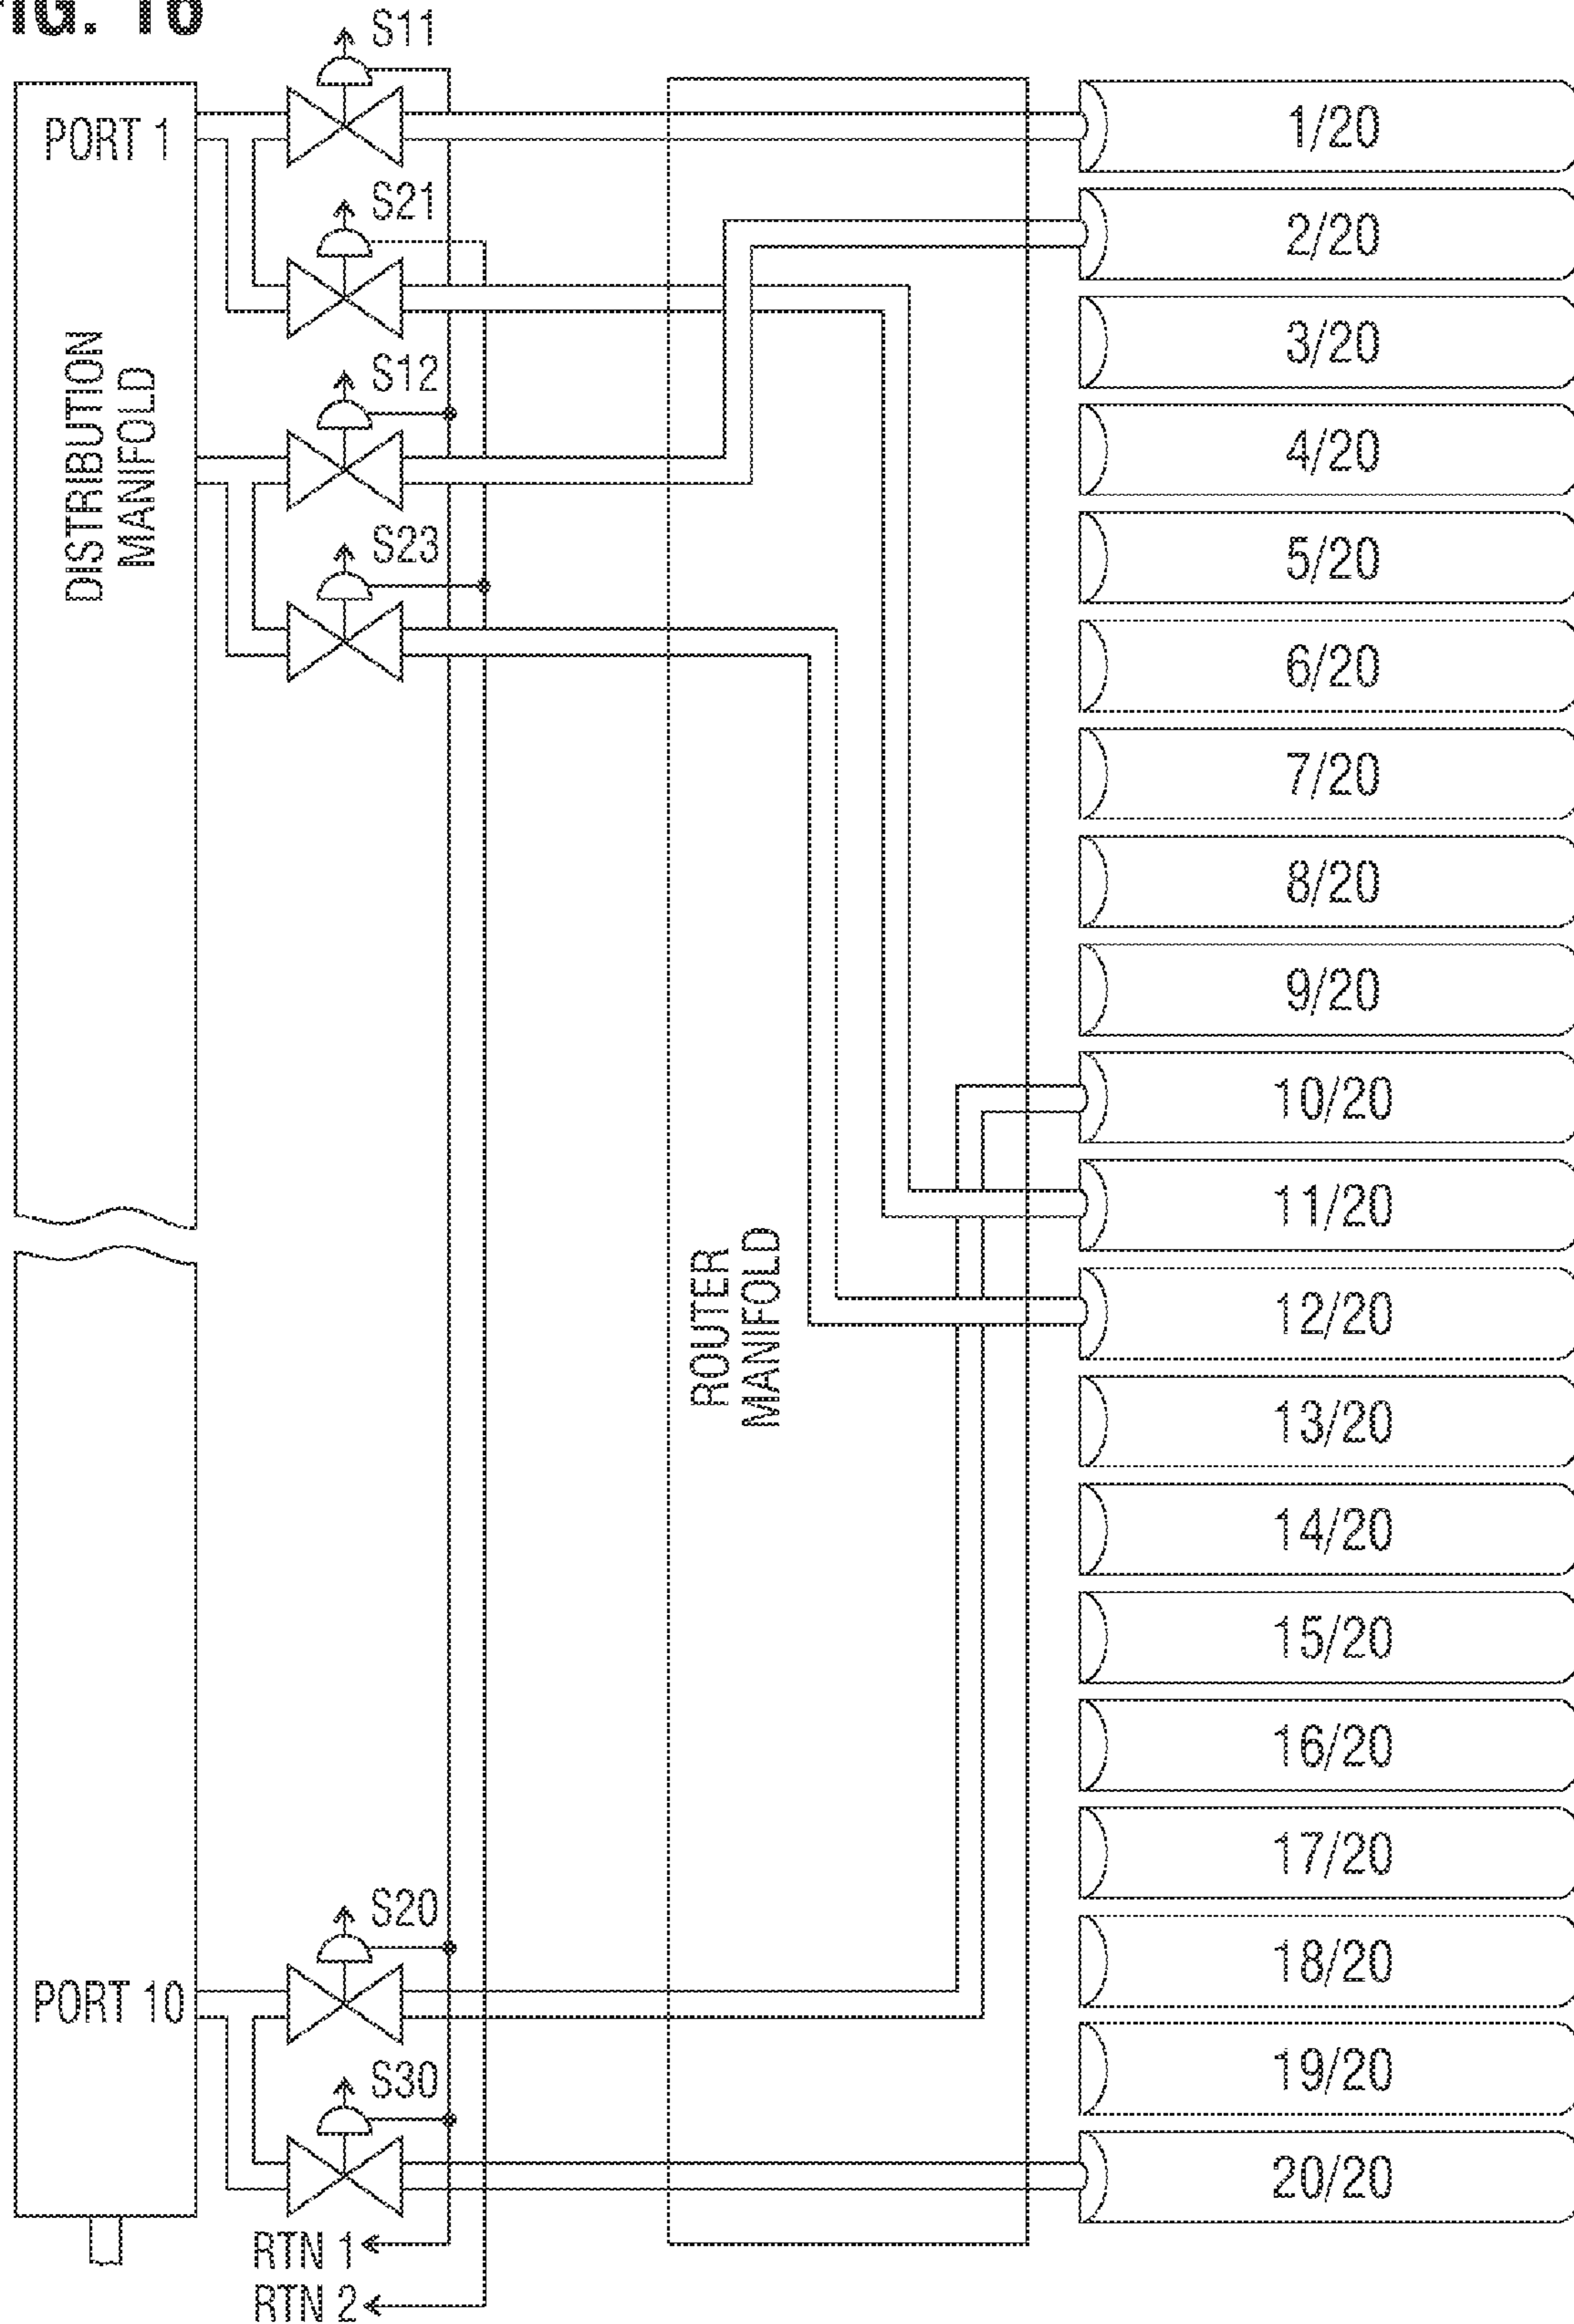 FIG. 18
S11
PORT 1
1/20
S21
2/20
3/20
S12
DISTRIBUTION
MANIFOLD
4/20
S23
5/20
6/20
7/20
8/20
9/20
10/20
11/20
ROUTER
MANIFOLD
12/20
13/20
14/20
15/20
16/20
17/20
S20
18/20
PORT 10
S30
19/20
20/20
RTN 1
RTN 2